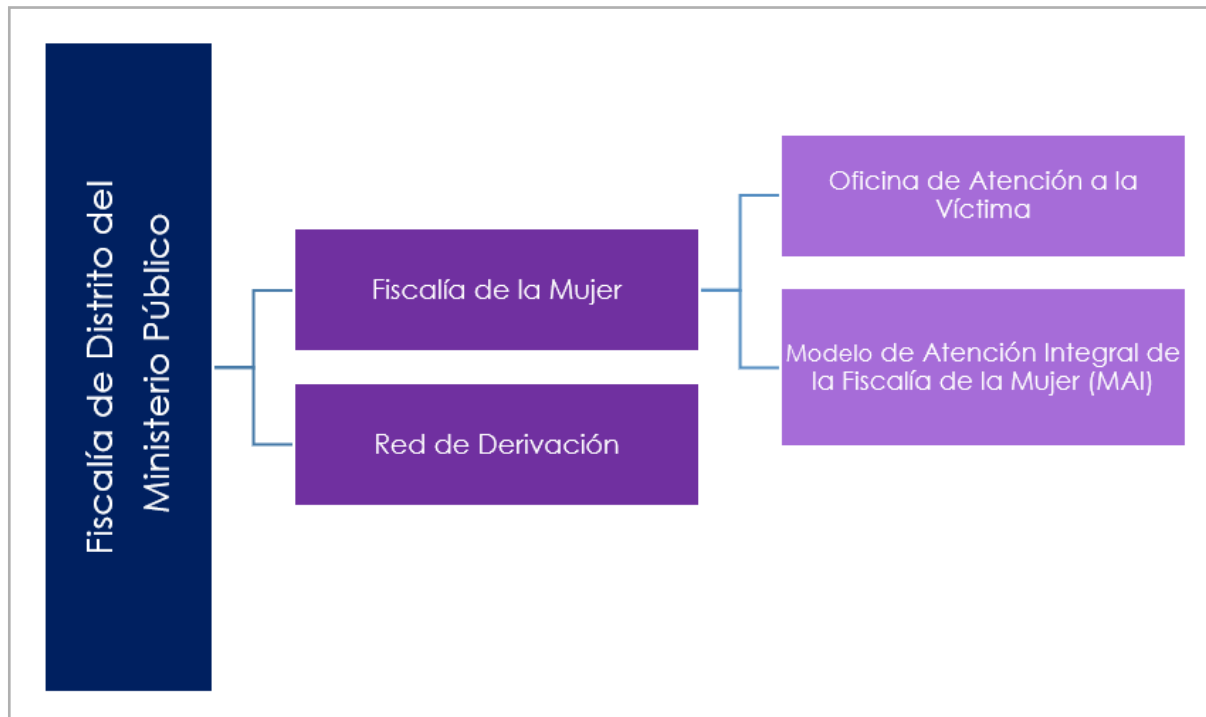 Fiscalía de Distrito del
Ministerio Público
Fiscalía de la Mujer
Red de Derivación
Oficina de Atención a la
Víctima
Modelo de Atención Integral de
la Fiscalía de la Mujer (MAI)